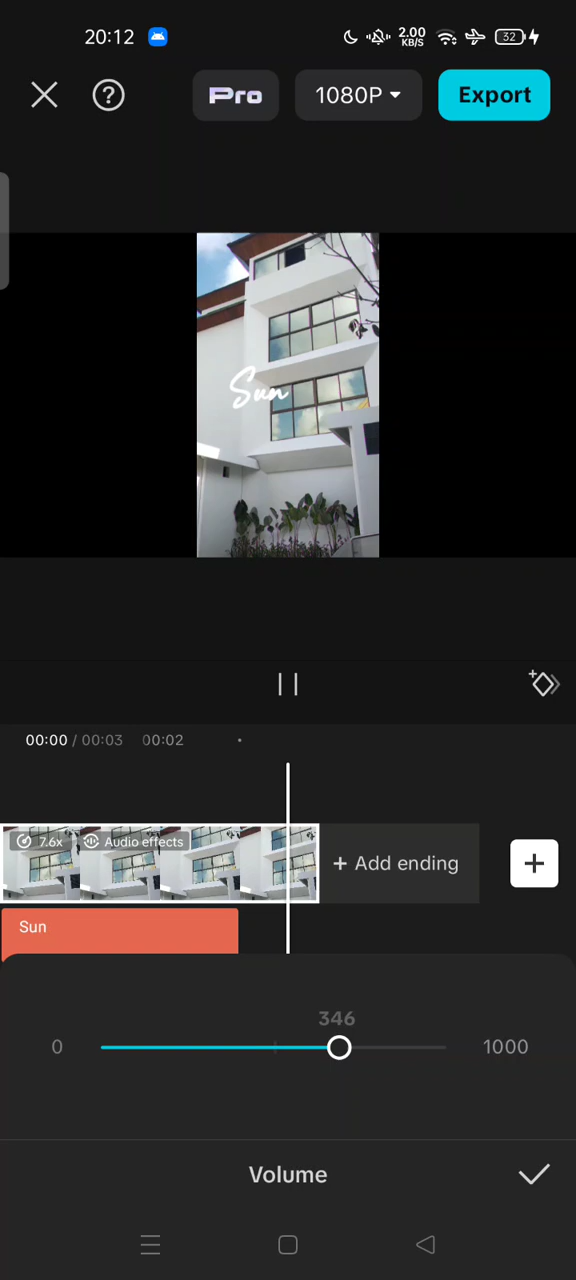 20:12
2.00
KB/S
32
Pro
1080P
Export
Sun
00:00 / 00:03 00:02
7.6x Audio effects
+ Add ending
Sun
346
0 1000
Volume